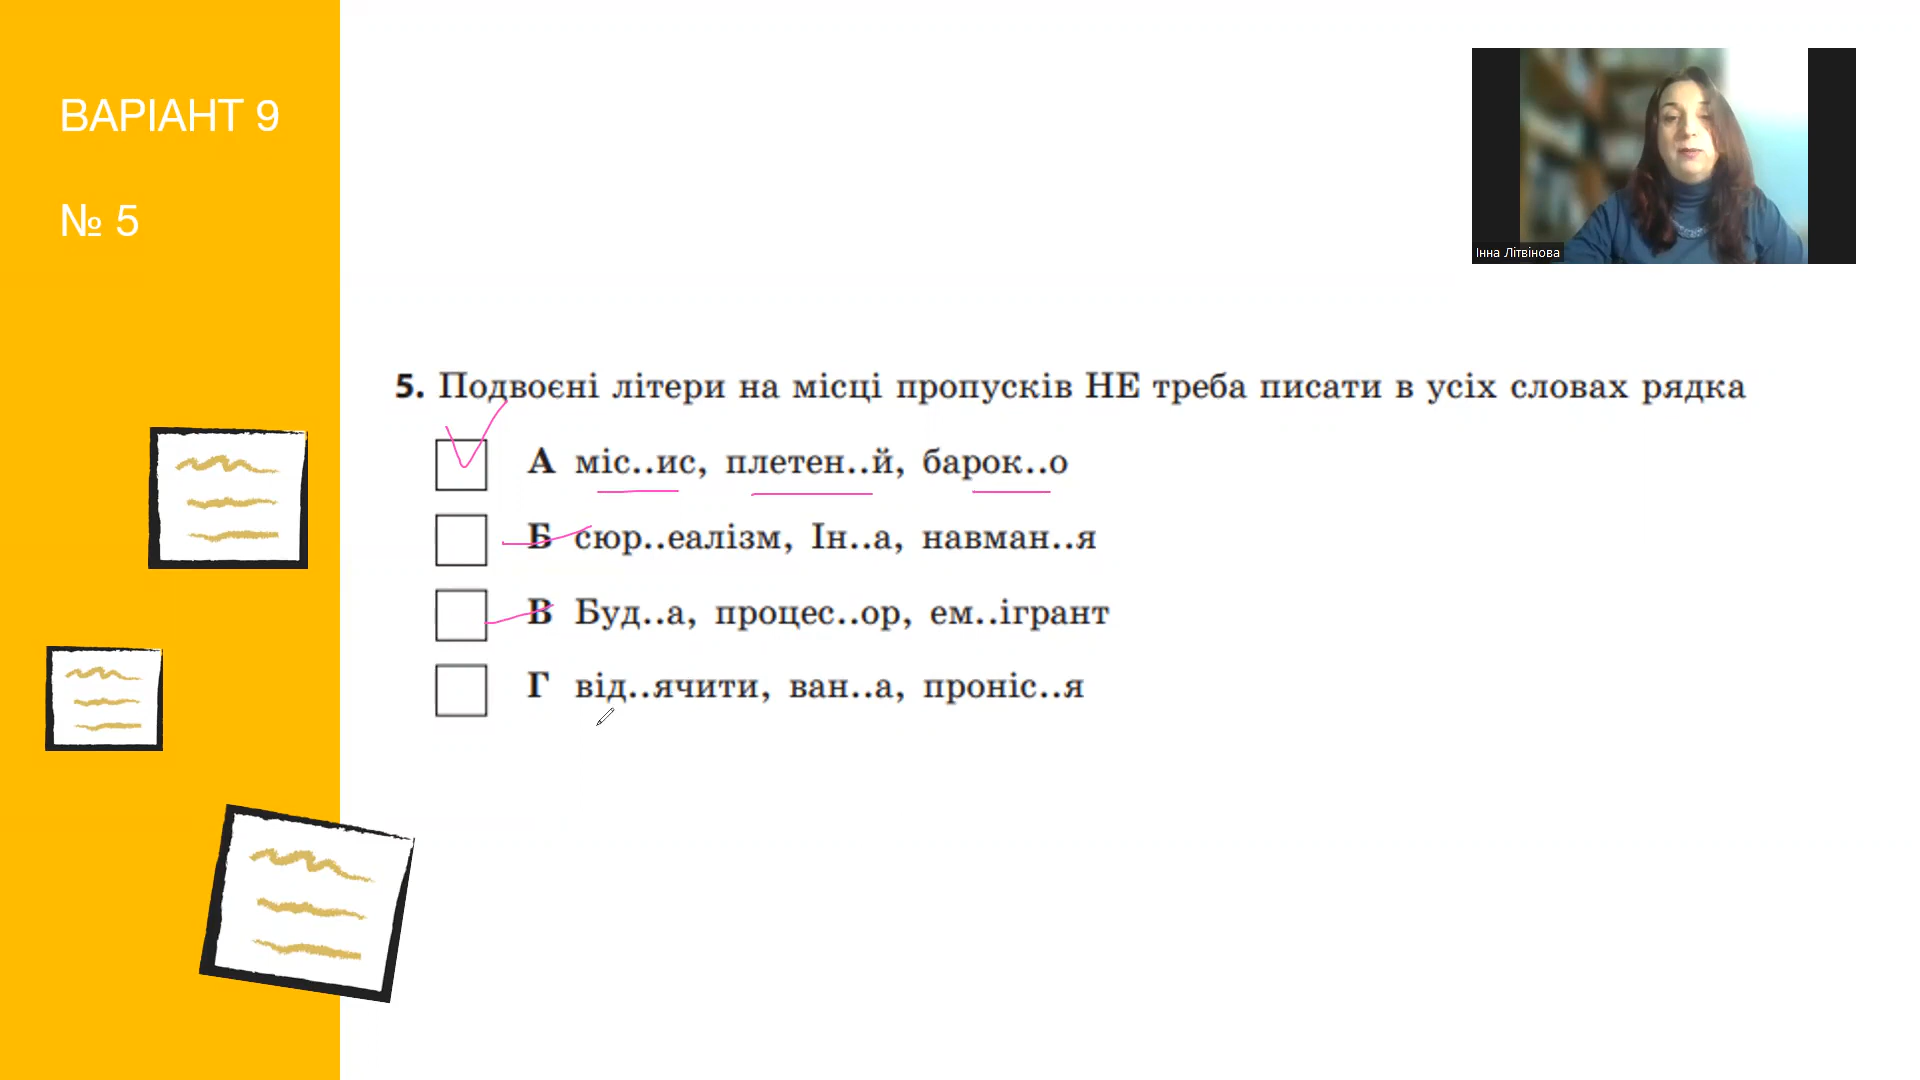 ВАРІАНТ 9
№ 5
Інна Літвінова
5. Подвоєні літери на місці пропусків НЕ треба писати в усіх словах рядка
А міс..ис, плетен..й, барок..о
Б сюр..еалізм, Ін..а, навман..я
В Буд..а, процес..ор, ем..ігрант
Г від..ячити, ван..а, проніс..я